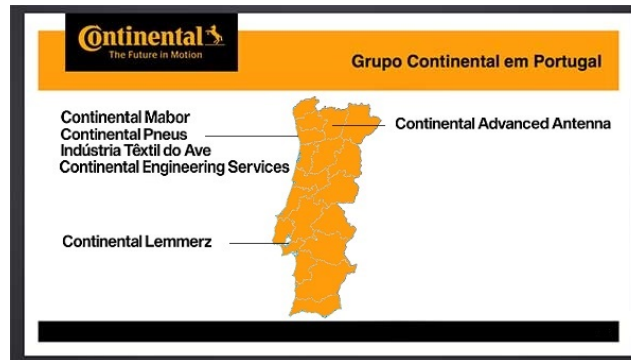 Continental
The Future in Motion
Grupo Continental em Portugal
Continental Mabor
Continental Pneus
Indústria Têxtil do Ave
Continental Engineering Services
Continental Advanced Antenna
Continental Lemmerz